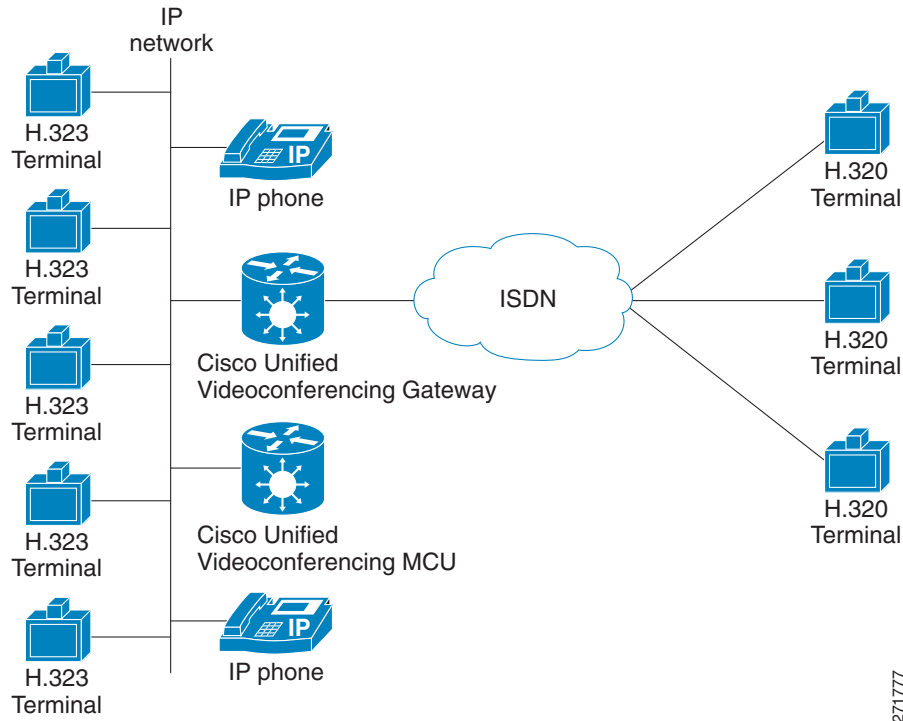 IP
network
H.323
Terminal
IP
IP phone
H.320
Terminal
H.323
Terminal
Cisco Unified
Videoconferencing Gateway
ISDN
H.320
Terminal
H.323
Terminal
Cisco Unified
Videoconferencing MCU
H.320
Terminal
H.323
Terminal
IP
IP phone
H.323
Terminal
271777